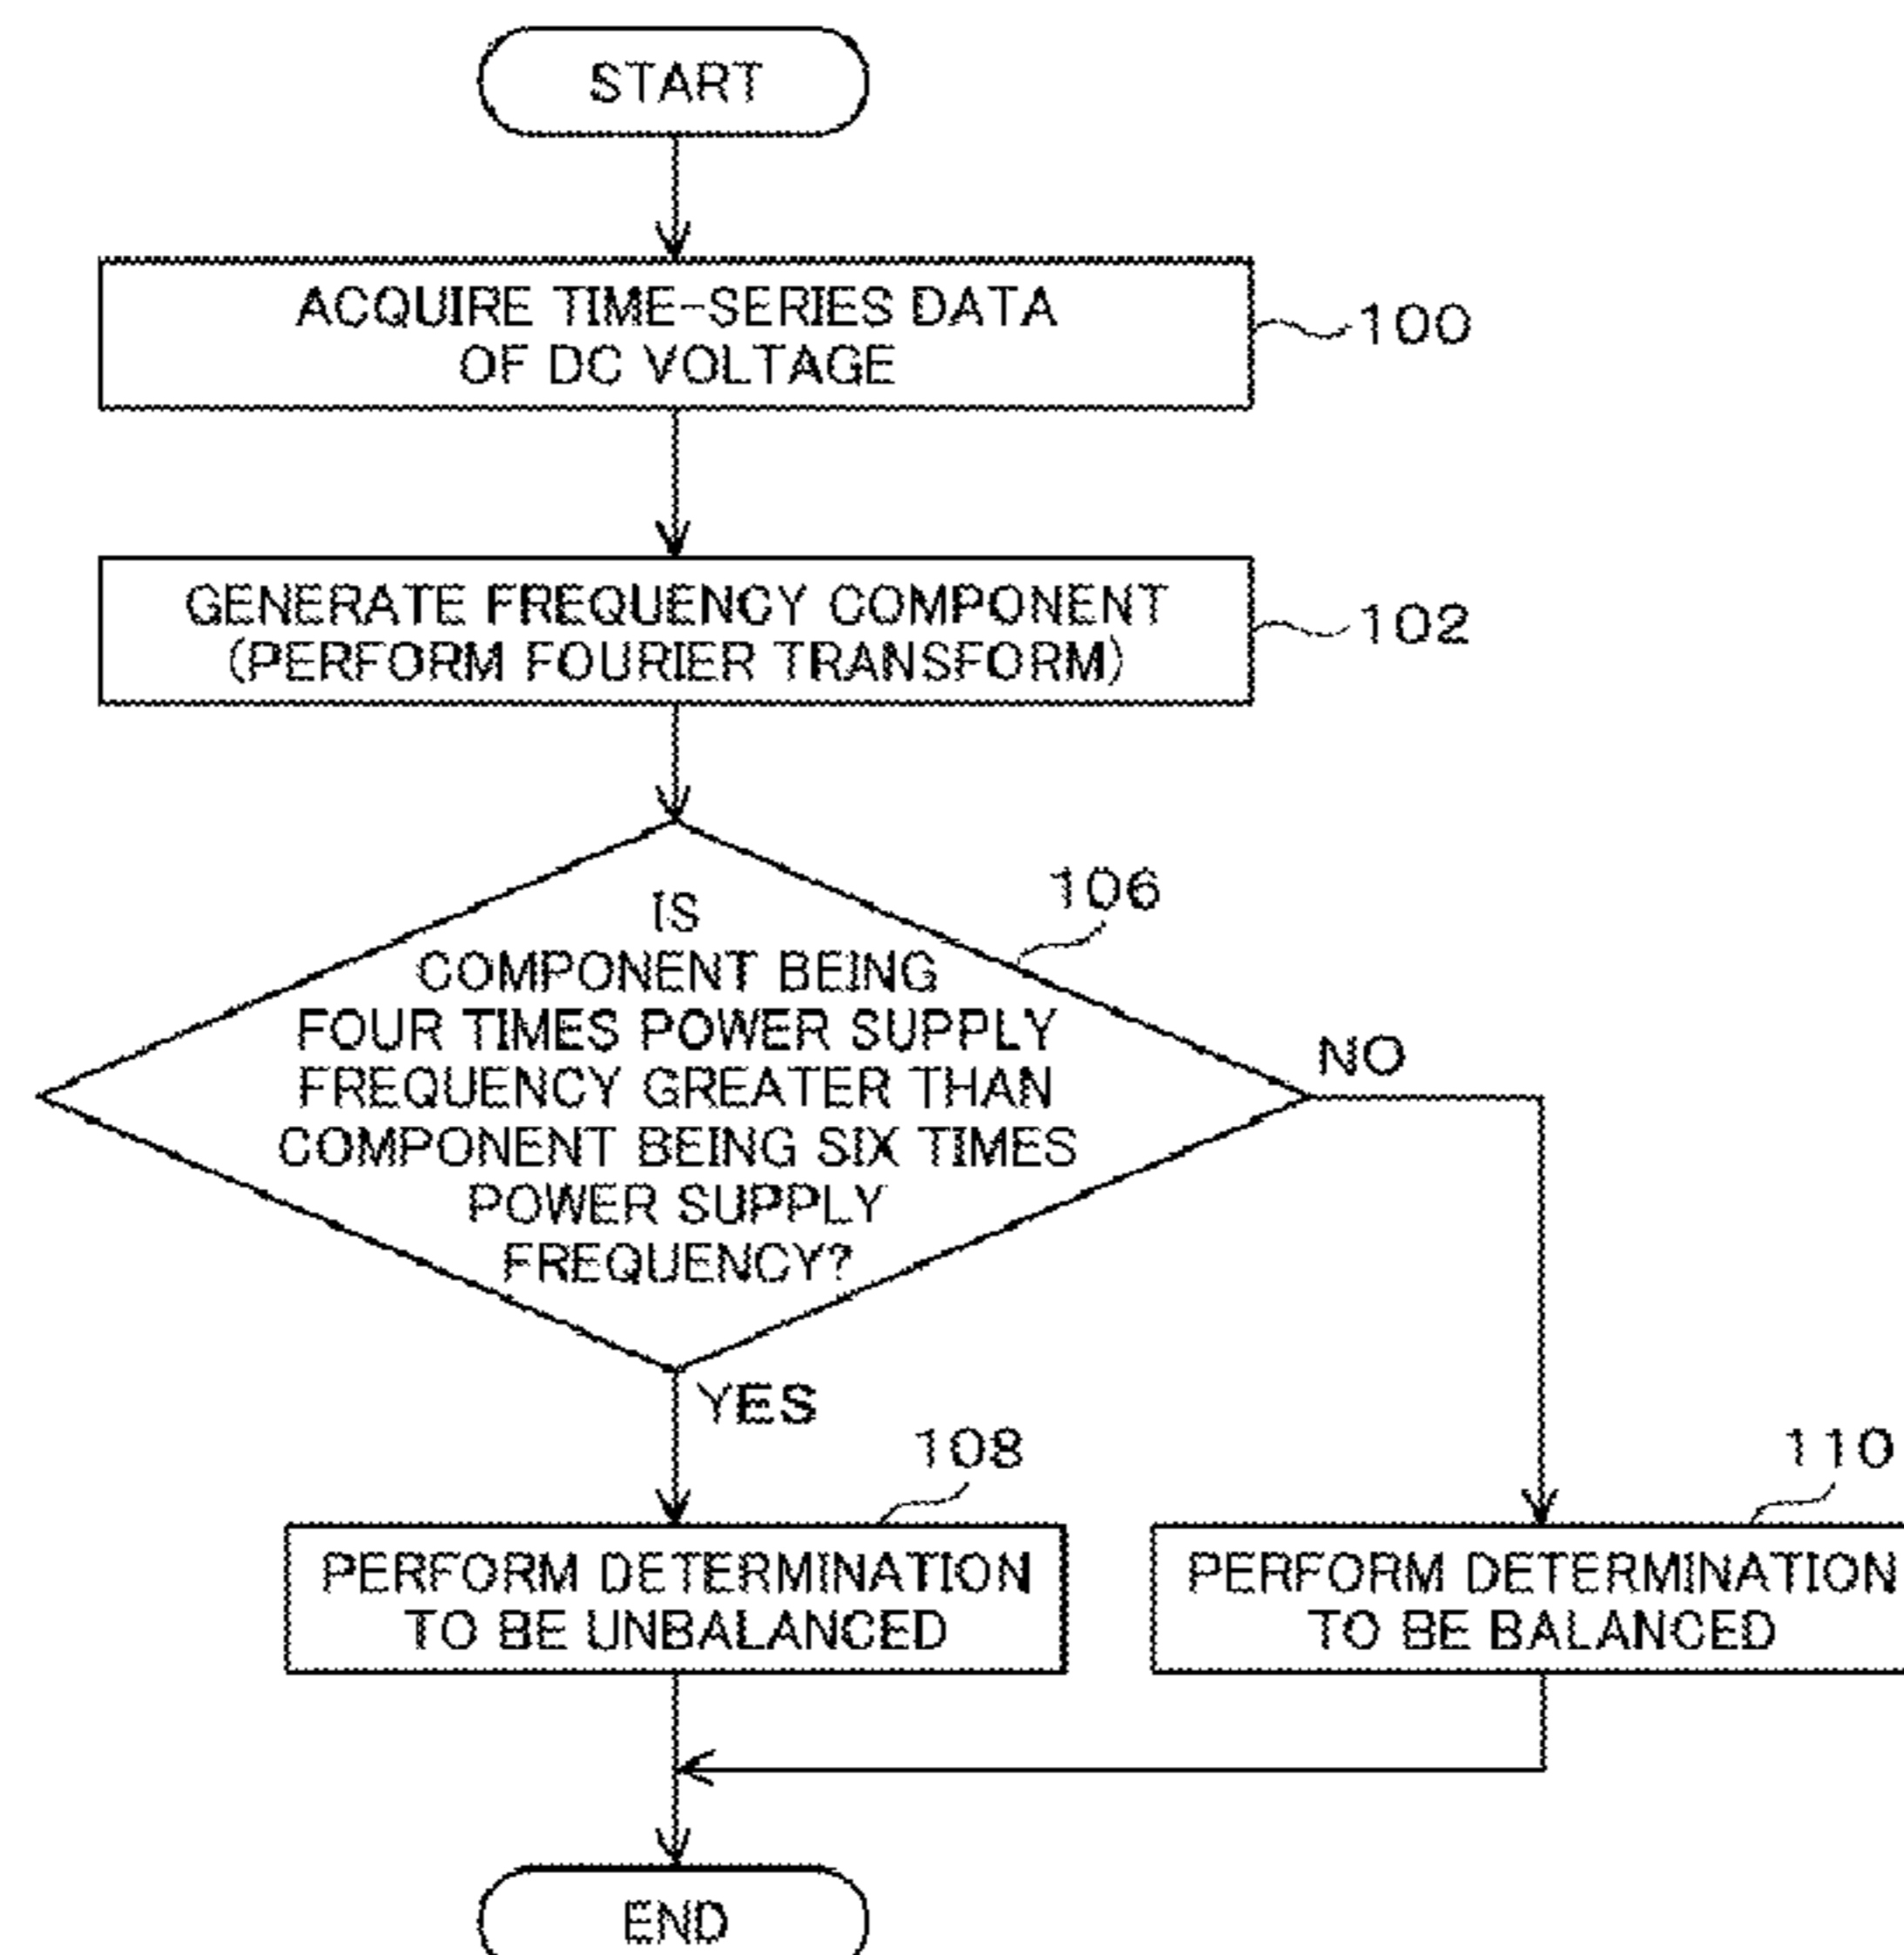 START
ACQUIRE TIME-SERIES DATA
OF DC VOLTAGE
100
GENERATE FREQUENCY COMPONENT
(PERFORM FOURIER TRANSFORM)
102
106
IS
COMPONENT BEING
FOUR TIMES POWER SUPPLY
FREQUENCY GREATER THAN
COMPONENT BEING SIX TIMES
POWER SUPPLY
FREQUENCY?
NO
YES
108
PERFORM DETERMINATION
TO BE UNBALANCED
110
PERFORM DETERMINATION
TO BE BALANCED
END